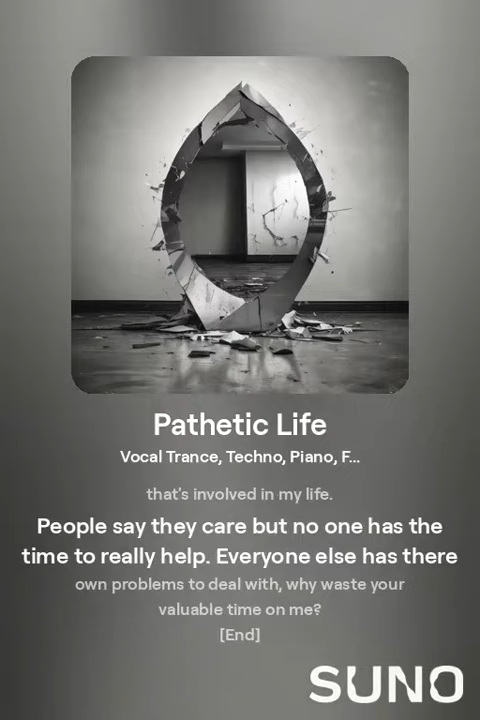 Pathetic Life
Vocal Trance, Techno, Piano, F...
that's involved in my life.
People say they care but no one has the
time to really help. Everyone else has there
own problems to deal with, why waste your
valuable time on me?
[End]
SUNO